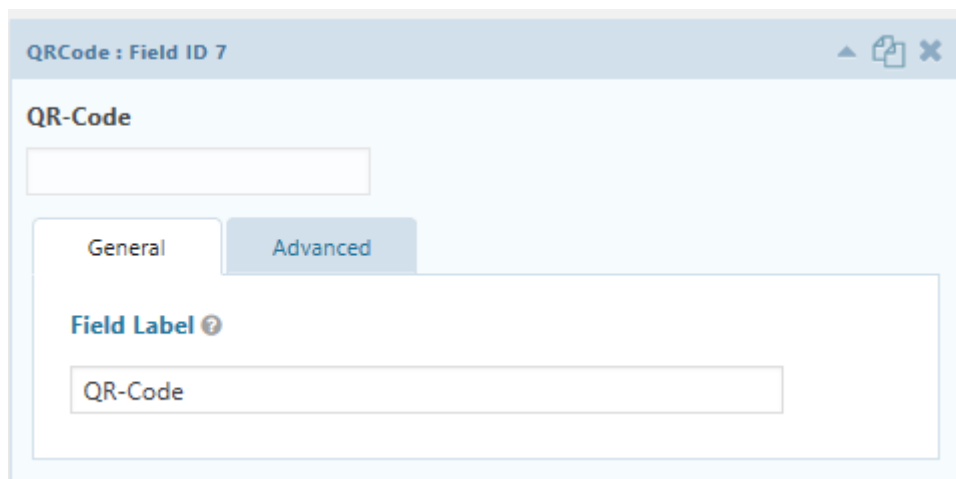 QRCode : Field ID 7
QR-Code
General Advanced
Field Label
QR-Code